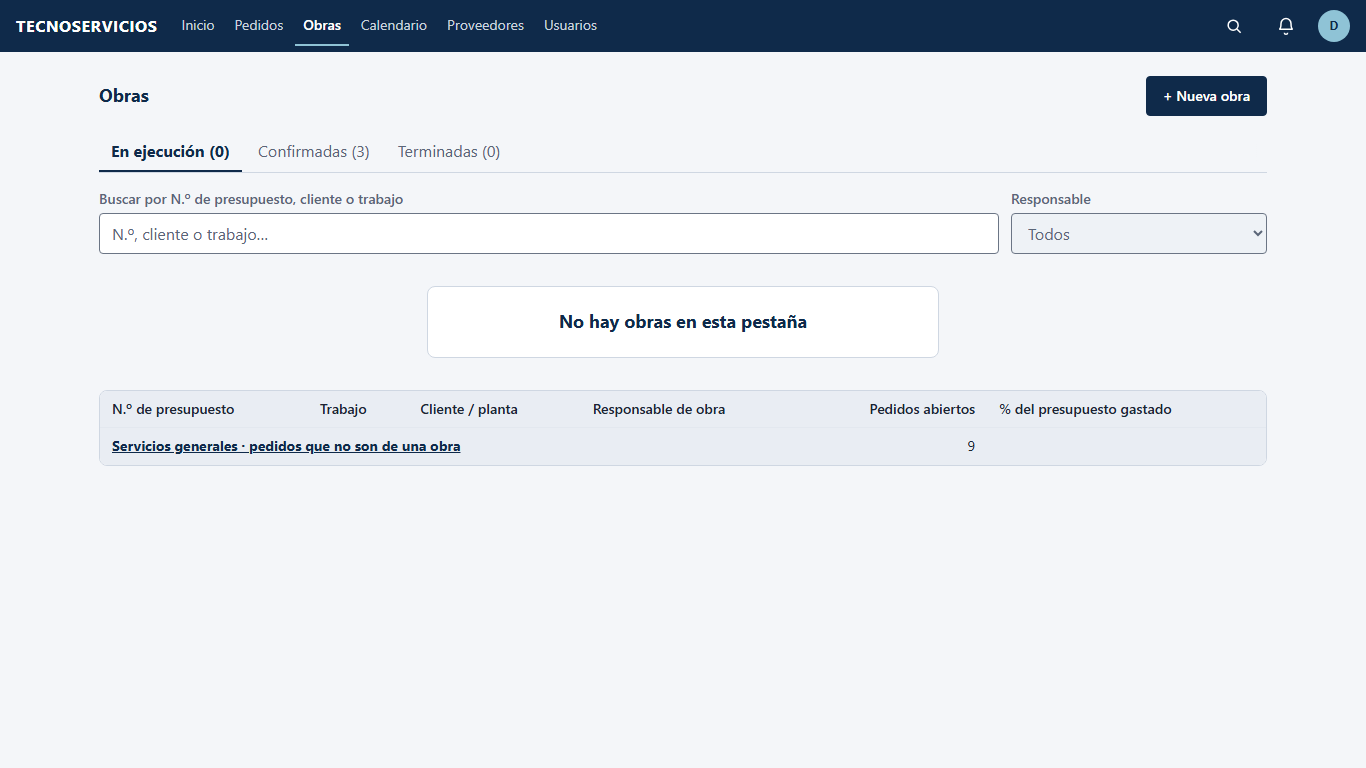 TECNOSERVICIOS Inicio Pedidos Obras Calendario Proveedores Usuarios D
Obras + Nueva obra
En ejecución (0) Confirmadas (3) Terminadas (0)
Buscar por N.º de presupuesto, cliente o trabajo Responsable
N.º, cliente o trabajo... Todos
No hay obras en esta pestaña
N.º de presupuesto Trabajo Cliente / planta Responsable de obra Pedidos abiertos % del presupuesto gastado
Servicios generales · pedidos que no son de una obra 9